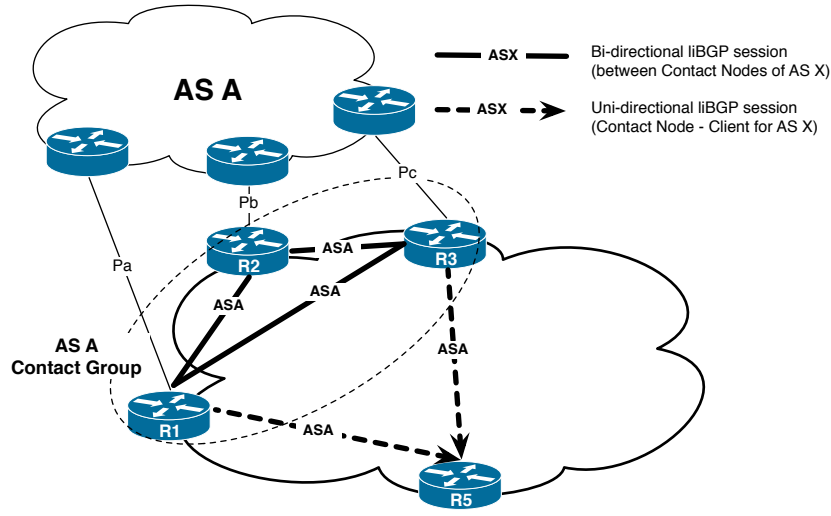 AS A
ASX
Bi-directional liBGP session
(between Contact Nodes of AS X)
ASX
Uni-directional liBGP session
(Contact Node - Client for AS X)
Pa
Pb
Pc
R2
ASA
R3
ASA
ASA
AS A
Contact Group
ASA
R1
ASA
R5